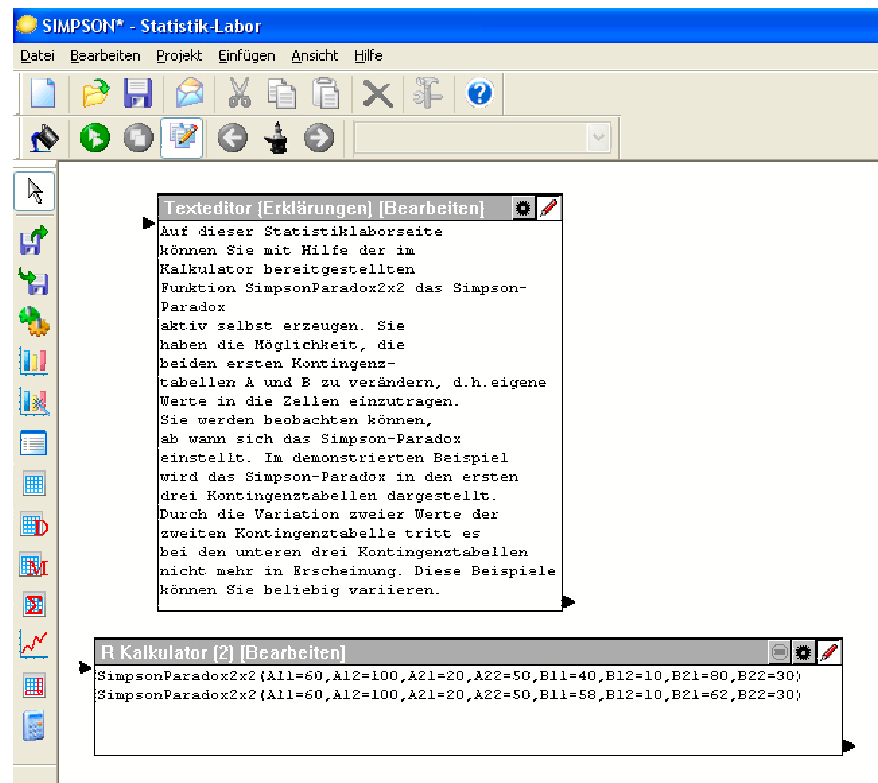 SIMPSON* - Statistik-Labor
Datei Bearbeiten Projekt Einfügen Ansicht Hilfe
Texteditor (Erklärungen) [Bearbeiten]
Auf dieser Statistiklaborseite
können Sie mit Hilfe der im
Kalkulator bereitgestellten
Funktion SimpsonParadox2x2 das Simpson-
Paradox
aktiv selbst erzeugen. Sie
haben die Möglichkeit, die
beiden ersten Kontingenz-
tabellen A und B zu verändern, d.h.eigene
Werte in die Zellen einzutragen.
Sie werden beobachten können,
ab wann sich das Simpson-Paradox
einstellt. Im demonstrierten Beispiel
wird das Simpson-Paradox in den ersten
drei Kontingenztabellen dargestellt.
Durch die Variation zweier Werte der
zweiten Kontingenztabelle tritt es
bei den unteren drei Kontingenztabellen
nicht mehr in Erscheinung. Diese Beispiele
können Sie beliebig variieren.
R Kalkulator (2) [Bearbeiten]
SimpsonParadox2x2(A11=60,A12=100,A21=20,A22=50,B11=40,B12=10,B21=80,B22=30)
SimpsonParadox2x2(A11=60,A12=100,A21=20,A22=50,B11=58,B12=10,B21=62,B22=30)